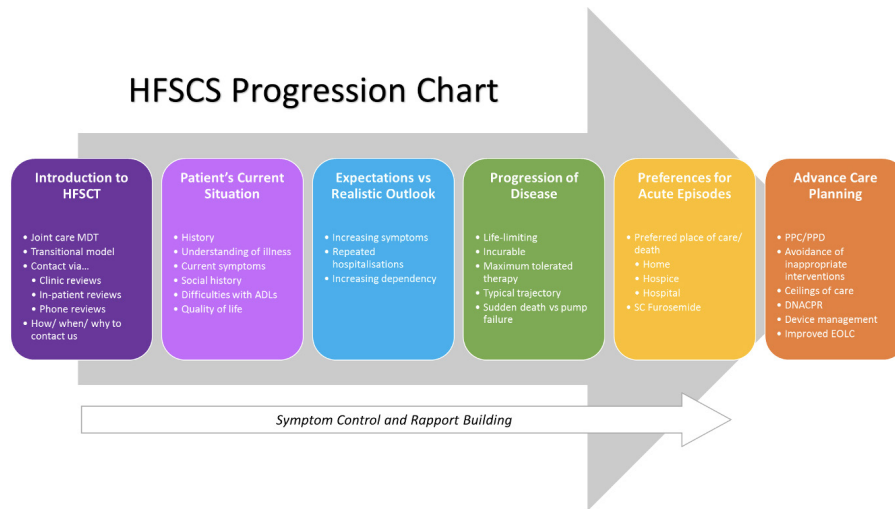 HFSCS Progression Chart
Introduction to
HFSCT
• Joint care MDT
• Transitional model
• Contact via...
• Clinic reviews
• In-patient reviews
• Phone reviews
• How/ when/ why to
contact us
Patient's Current
Situation
• History
• Understanding of illness
• Current symptoms
• Social history
• Difficulties with ADLs
• Quality of life
Expectations vs
Realistic Outlook
• Increasing symptoms
• Repeated
hospitalisations
• Increasing dependency
Progression of
Disease
• Life-limiting
• Incurable
• Maximum tolerated
therapy
• Typical trajectory
• Sudden death vs pump
failure
Preferences for
Acute Episodes
• Preferred place of care/
death
• Home
• Hospice
• Hospital
• SC Furosemide
Advance Care
Planning
• PPC/PPD
• Avoidance of
inappropriate
interventions
• Ceilings of care
• DNACPR
• Device management
• Improved EOLC
Symptom Control and Rapport Building